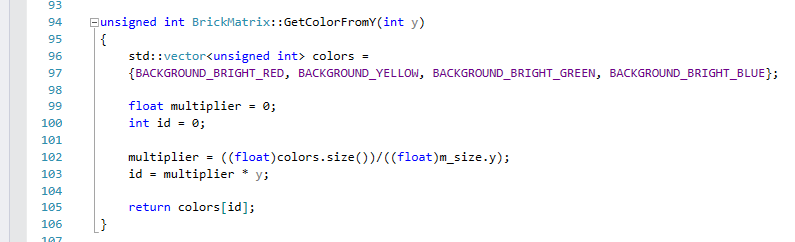 93
94 unsigned int BrickMatrix::GetColorFromY(int y)
95 {
96 std::vector<unsigned int> colors =
97 {BACKGROUND_BRIGHT_RED, BACKGROUND_YELLOW, BACKGROUND_BRIGHT_GREEN, BACKGROUND_BRIGHT_BLUE};
98
99 float multiplier = 0;
100 int id = 0;
101
102 multiplier = ((float)colors.size())/((float)m_size.y);
103 id = multiplier * y;
104
105 return colors[id];
106 }
107